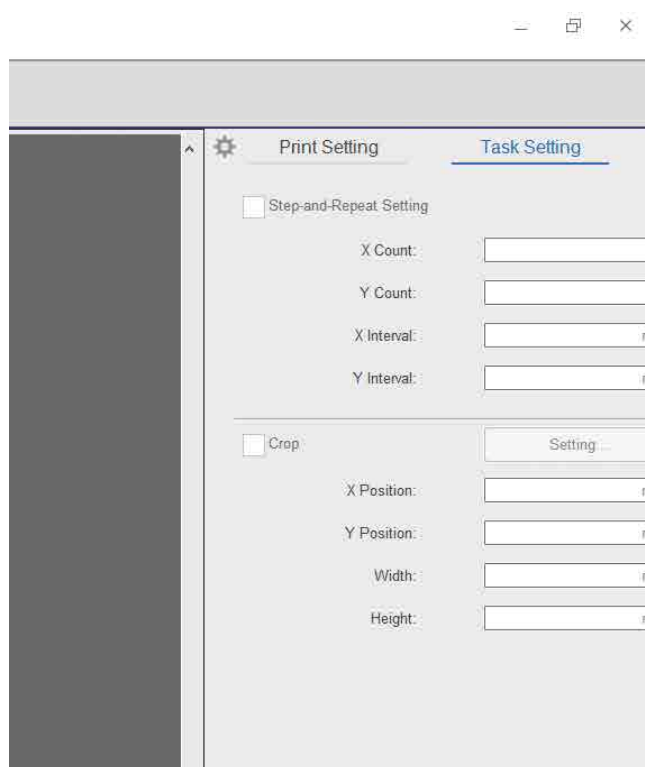 Print Setting Task Setting
Step-and-Repeat Setting
X Count:
Y Count:
X Interval:
Y Interval:
Crop Setting...
X Position:
Y Position:
Width:
Height: